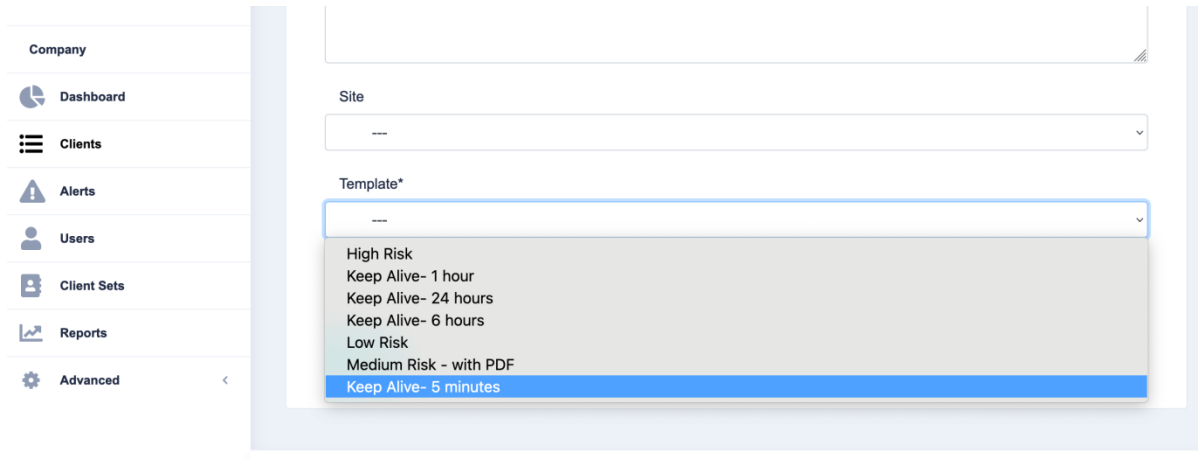 Company
Dashboard
Clients
Alerts
Users
Client Sets
Reports
Advanced
Site
---
Template*
---
High Risk
Keep Alive- 1 hour
Keep Alive- 24 hours
Keep Alive- 6 hours
Low Risk
Medium Risk - with PDF
Keep Alive- 5 minutes